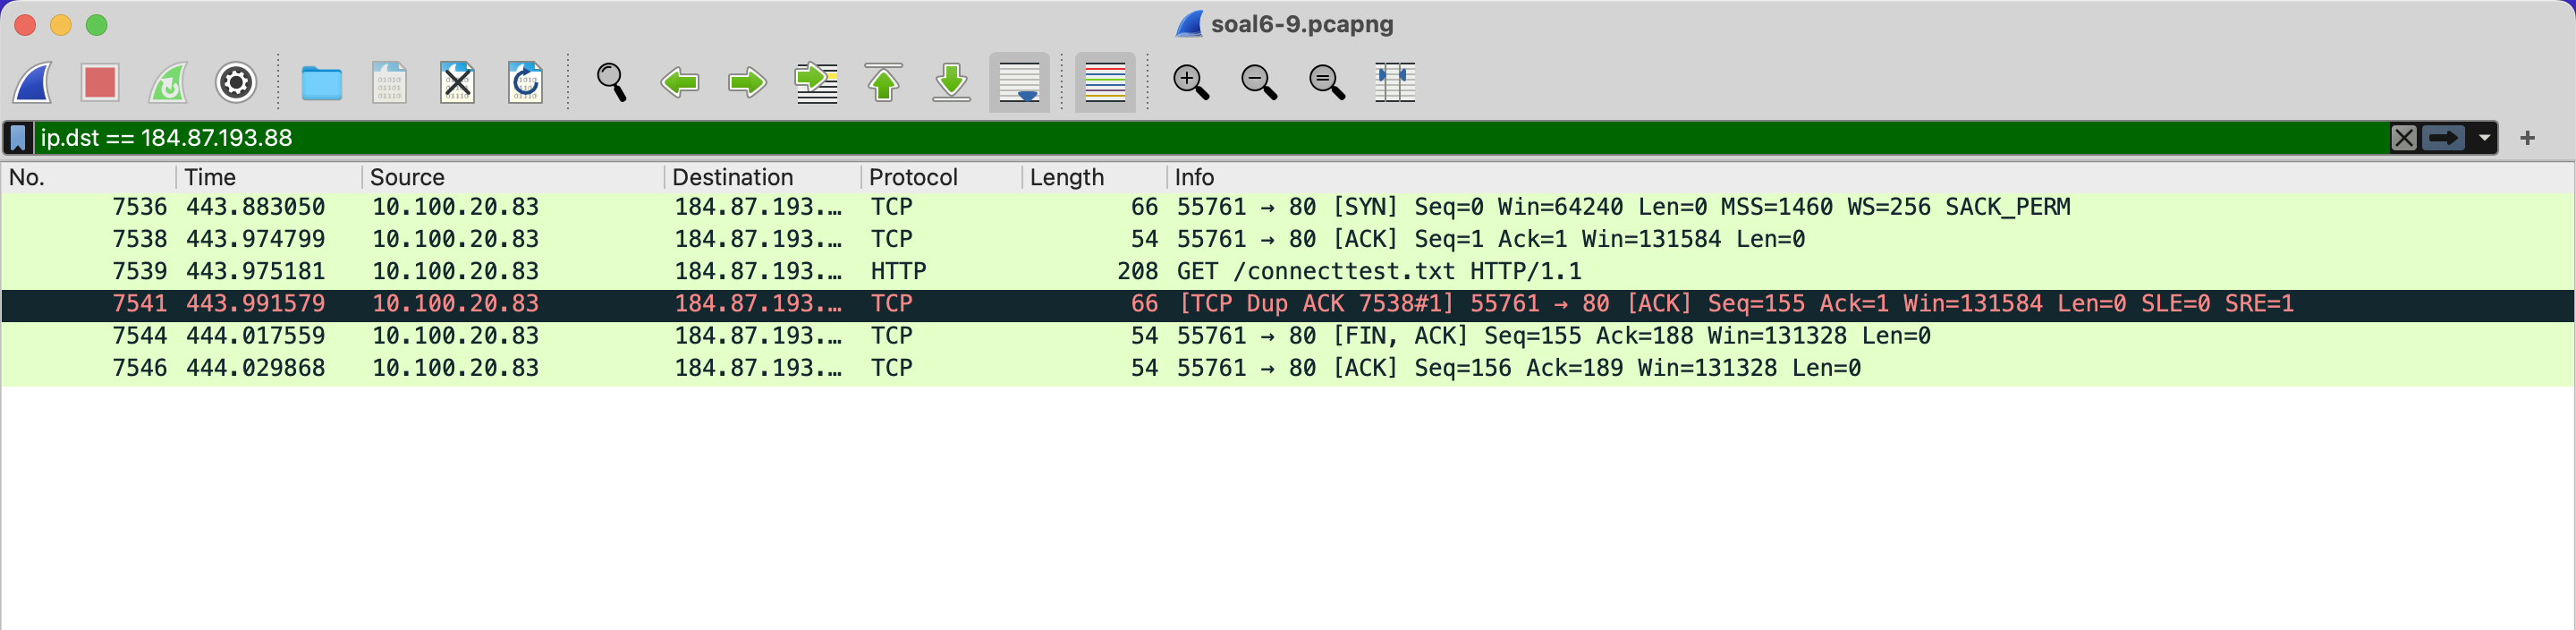 soal6-9.pcapng
ip.dst == 184.87.193.88
No. Time Source Destination Protocol Length Info
7536 443.883050 10.100.20.83 184.87.193.… TCP 66 55761 → 80 [SYN] Seq=0 Win=64240 Len=0 MSS=1460 WS=256 SACK_PERM
7538 443.974799 10.100.20.83 184.87.193.… TCP 54 55761 → 80 [ACK] Seq=1 Ack=1 Win=131584 Len=0
7539 443.975181 10.100.20.83 184.87.193.… HTTP 208 GET /connecttest.txt HTTP/1.1
7541 443.991579 10.100.20.83 184.87.193.… TCP 66 [TCP Dup ACK 7538#1] 55761 → 80 [ACK] Seq=155 Ack=1 Win=131584 Len=0 SLE=0 SRE=1
7544 444.017559 10.100.20.83 184.87.193.… TCP 54 55761 → 80 [FIN, ACK] Seq=155 Ack=188 Win=131328 Len=0
7546 444.029868 10.100.20.83 184.87.193.… TCP 54 55761 → 80 [ACK] Seq=156 Ack=189 Win=131328 Len=0